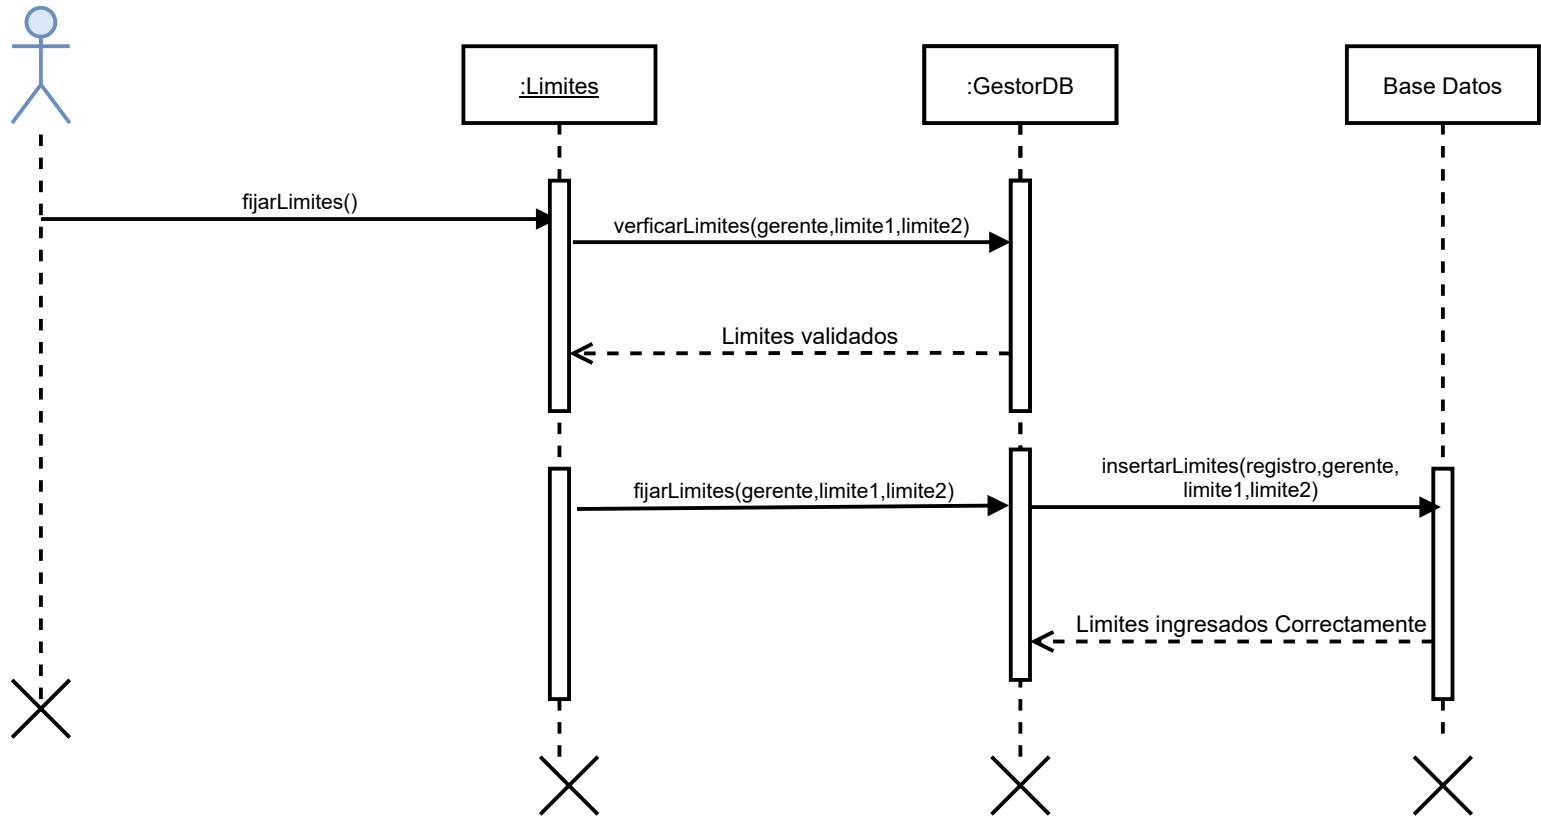 :Limites
:GestorDB
Base Datos
fijarLimites()
verficarLimites(gerente,limite1,limite2)
Limites validados
fijarLimites(gerente,limite1,limite2)
insertarLimites(registro,gerente,
limite1,limite2)
Limites ingresados Correctamente